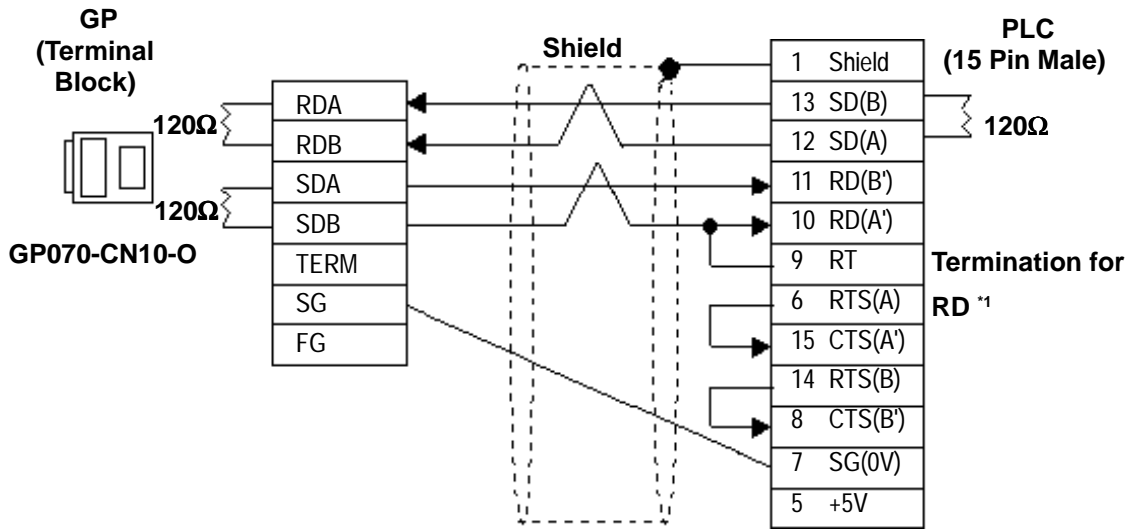 GP
(Terminal
Block)
120Ω
120Ω
GP070-CN10-O
RDA
RDB
SDA
SDB
TERM
SG
FG
Shield
PLC
(15 Pin Male)
1 Shield
13 SD(B)
12 SD(A)
11 RD(B')
10 RD(A')
9 RT
6 RTS(A)
15 CTS(A')
14 RTS(B)
8 CTS(B')
7 SG(0V)
5 +5V
120Ω
Termination for
RD *1